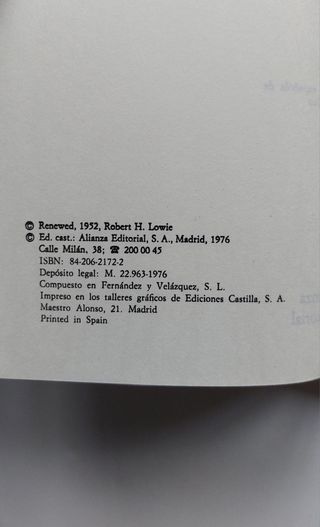 © Renewed, 1952, Robert H. Lowie
© Ed. cast.: Alianza Editorial, S. A., Madrid, 1976
Calle Milán, 38; ☎ 200 00 45
ISBN: 84-206-2172-2
Depósito legal: M. 22.963-1976
Compuesto en Fernández y Velázquez, S. L.
Impreso en los talleres gráficos de Ediciones Castilla, S. A.
Maestro Alonso, 21. Madrid
Printed in Spain